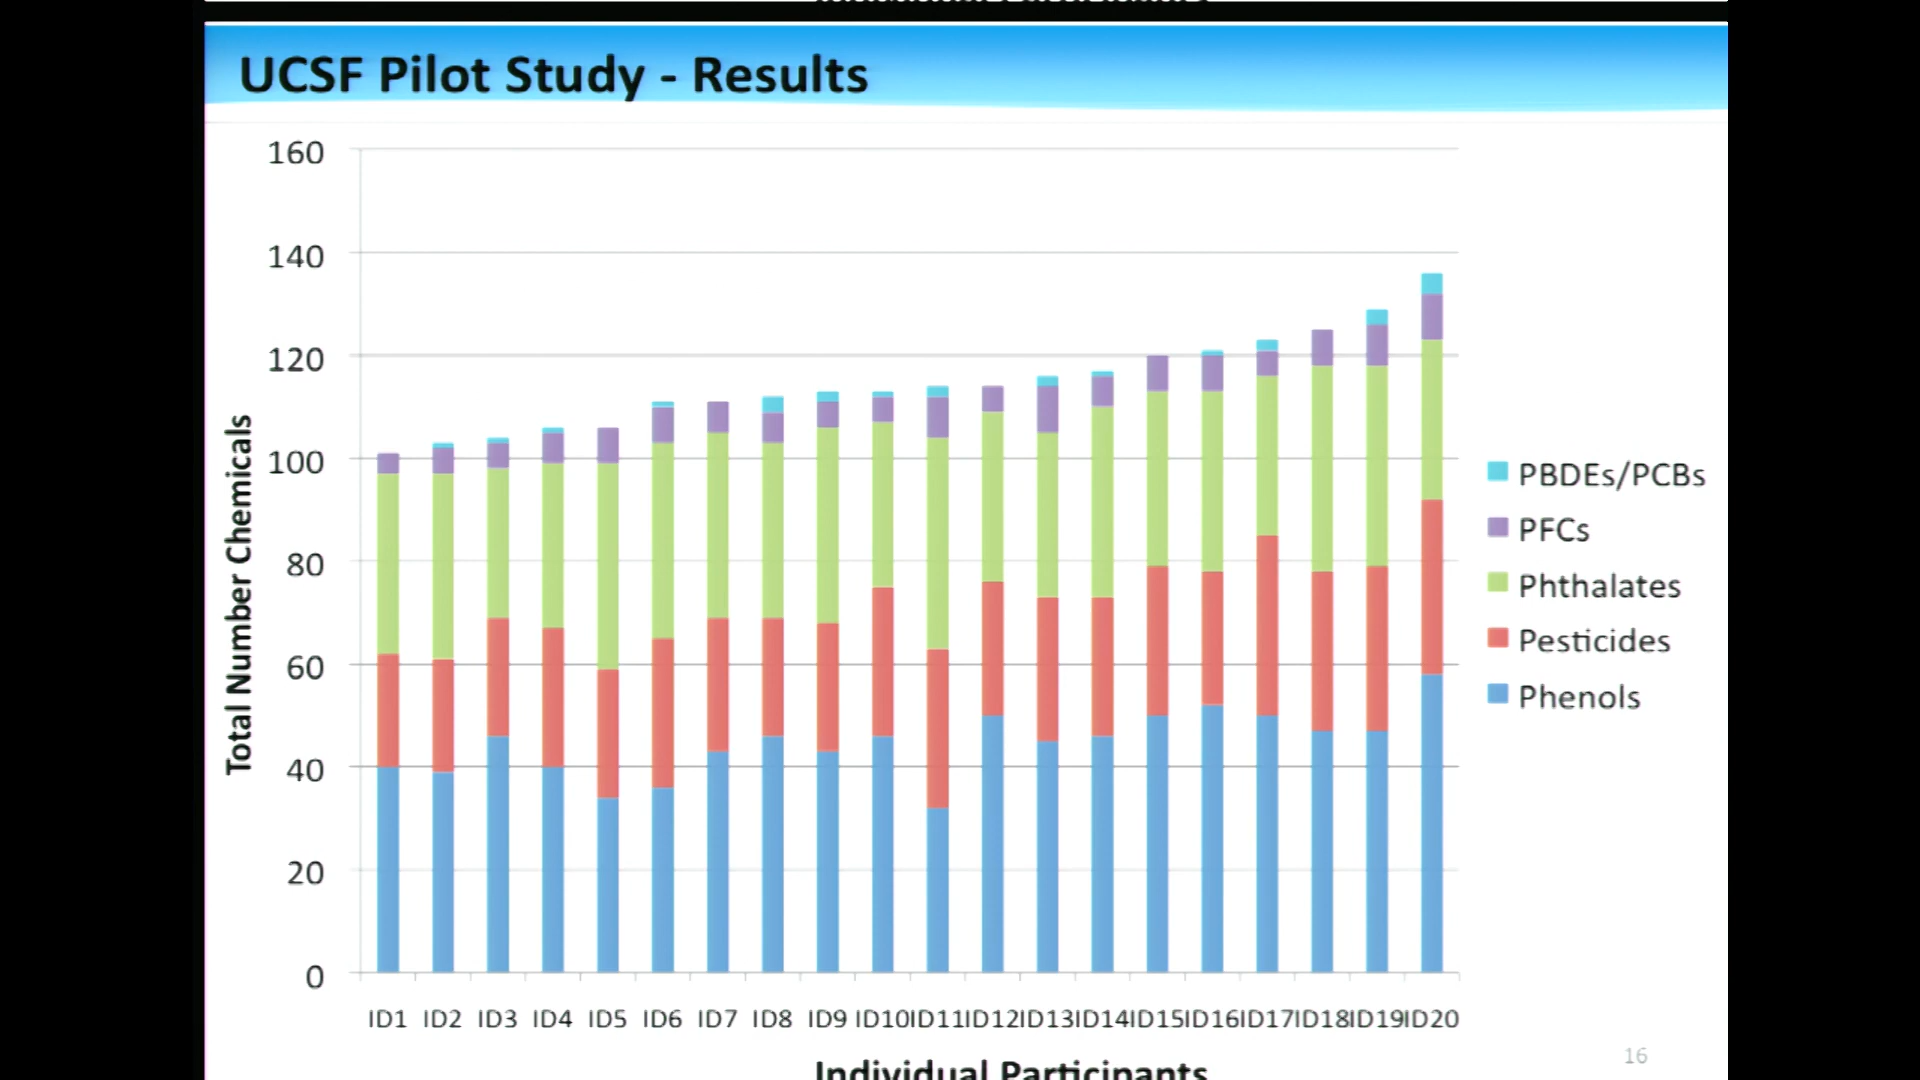 UCSF Pilot Study - Results
160
140
120
100
80
60
40
20
0
Total Number Chemicals
PBDEs/PCBs
PFCs
Phthalates
Pesticides
Phenols
ID1 ID2 ID3 ID4 ID5 ID6 ID7 ID8 ID9 ID10 ID11 ID12 ID13 ID14 ID15 ID16 ID17 ID18 ID19 ID20
Individual Participants
16